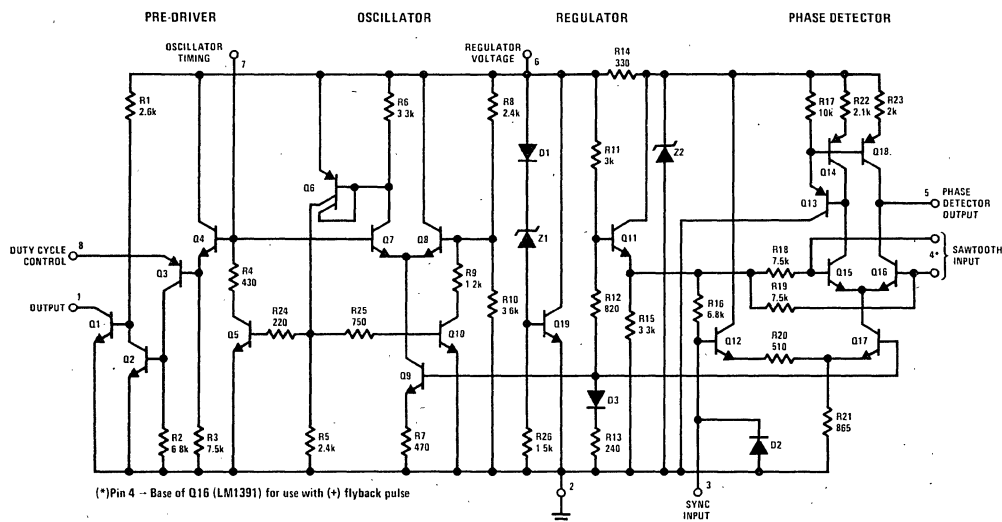 PRE-DRIVER OSCILLATOR REGULATOR PHASE DETECTOR
OSCILLATOR TIMING
7
REGULATOR VOLTAGE
6
R14
330
R1
2.6k
R6
3 3k
R8
2.4k
R11
3k
Z2
R17
10k
R22
2.1k
R23
2k
D1
Q6
Q14
Q18.
Q13
5
PHASE DETECTOR OUTPUT
8
DUTY CYCLE CONTROL
Q4
Q7
Q8
Z1
Q11
R18
7.5k
4*
SAWTOOTH INPUT
Q3
R4
430
R9
1 2k
R19
7.5k
Q15
Q16
1
OUTPUT
R24
220
R25
750
R10
3 6k
R12
820
R15
3 3k
R16
6.8k
Q1
Q5
Q10
Q19
Q12
R20
510
Q17
Q2
Q9
D3
R2
6 8k
R3
7.5k
R5
2.4k
R7
470
R26
1 5k
R13
240
D2
R21
865
(*)Pin 4 – Base of Q16 (LM1391) for use with (+) flyback pulse
2
3
SYNC INPUT